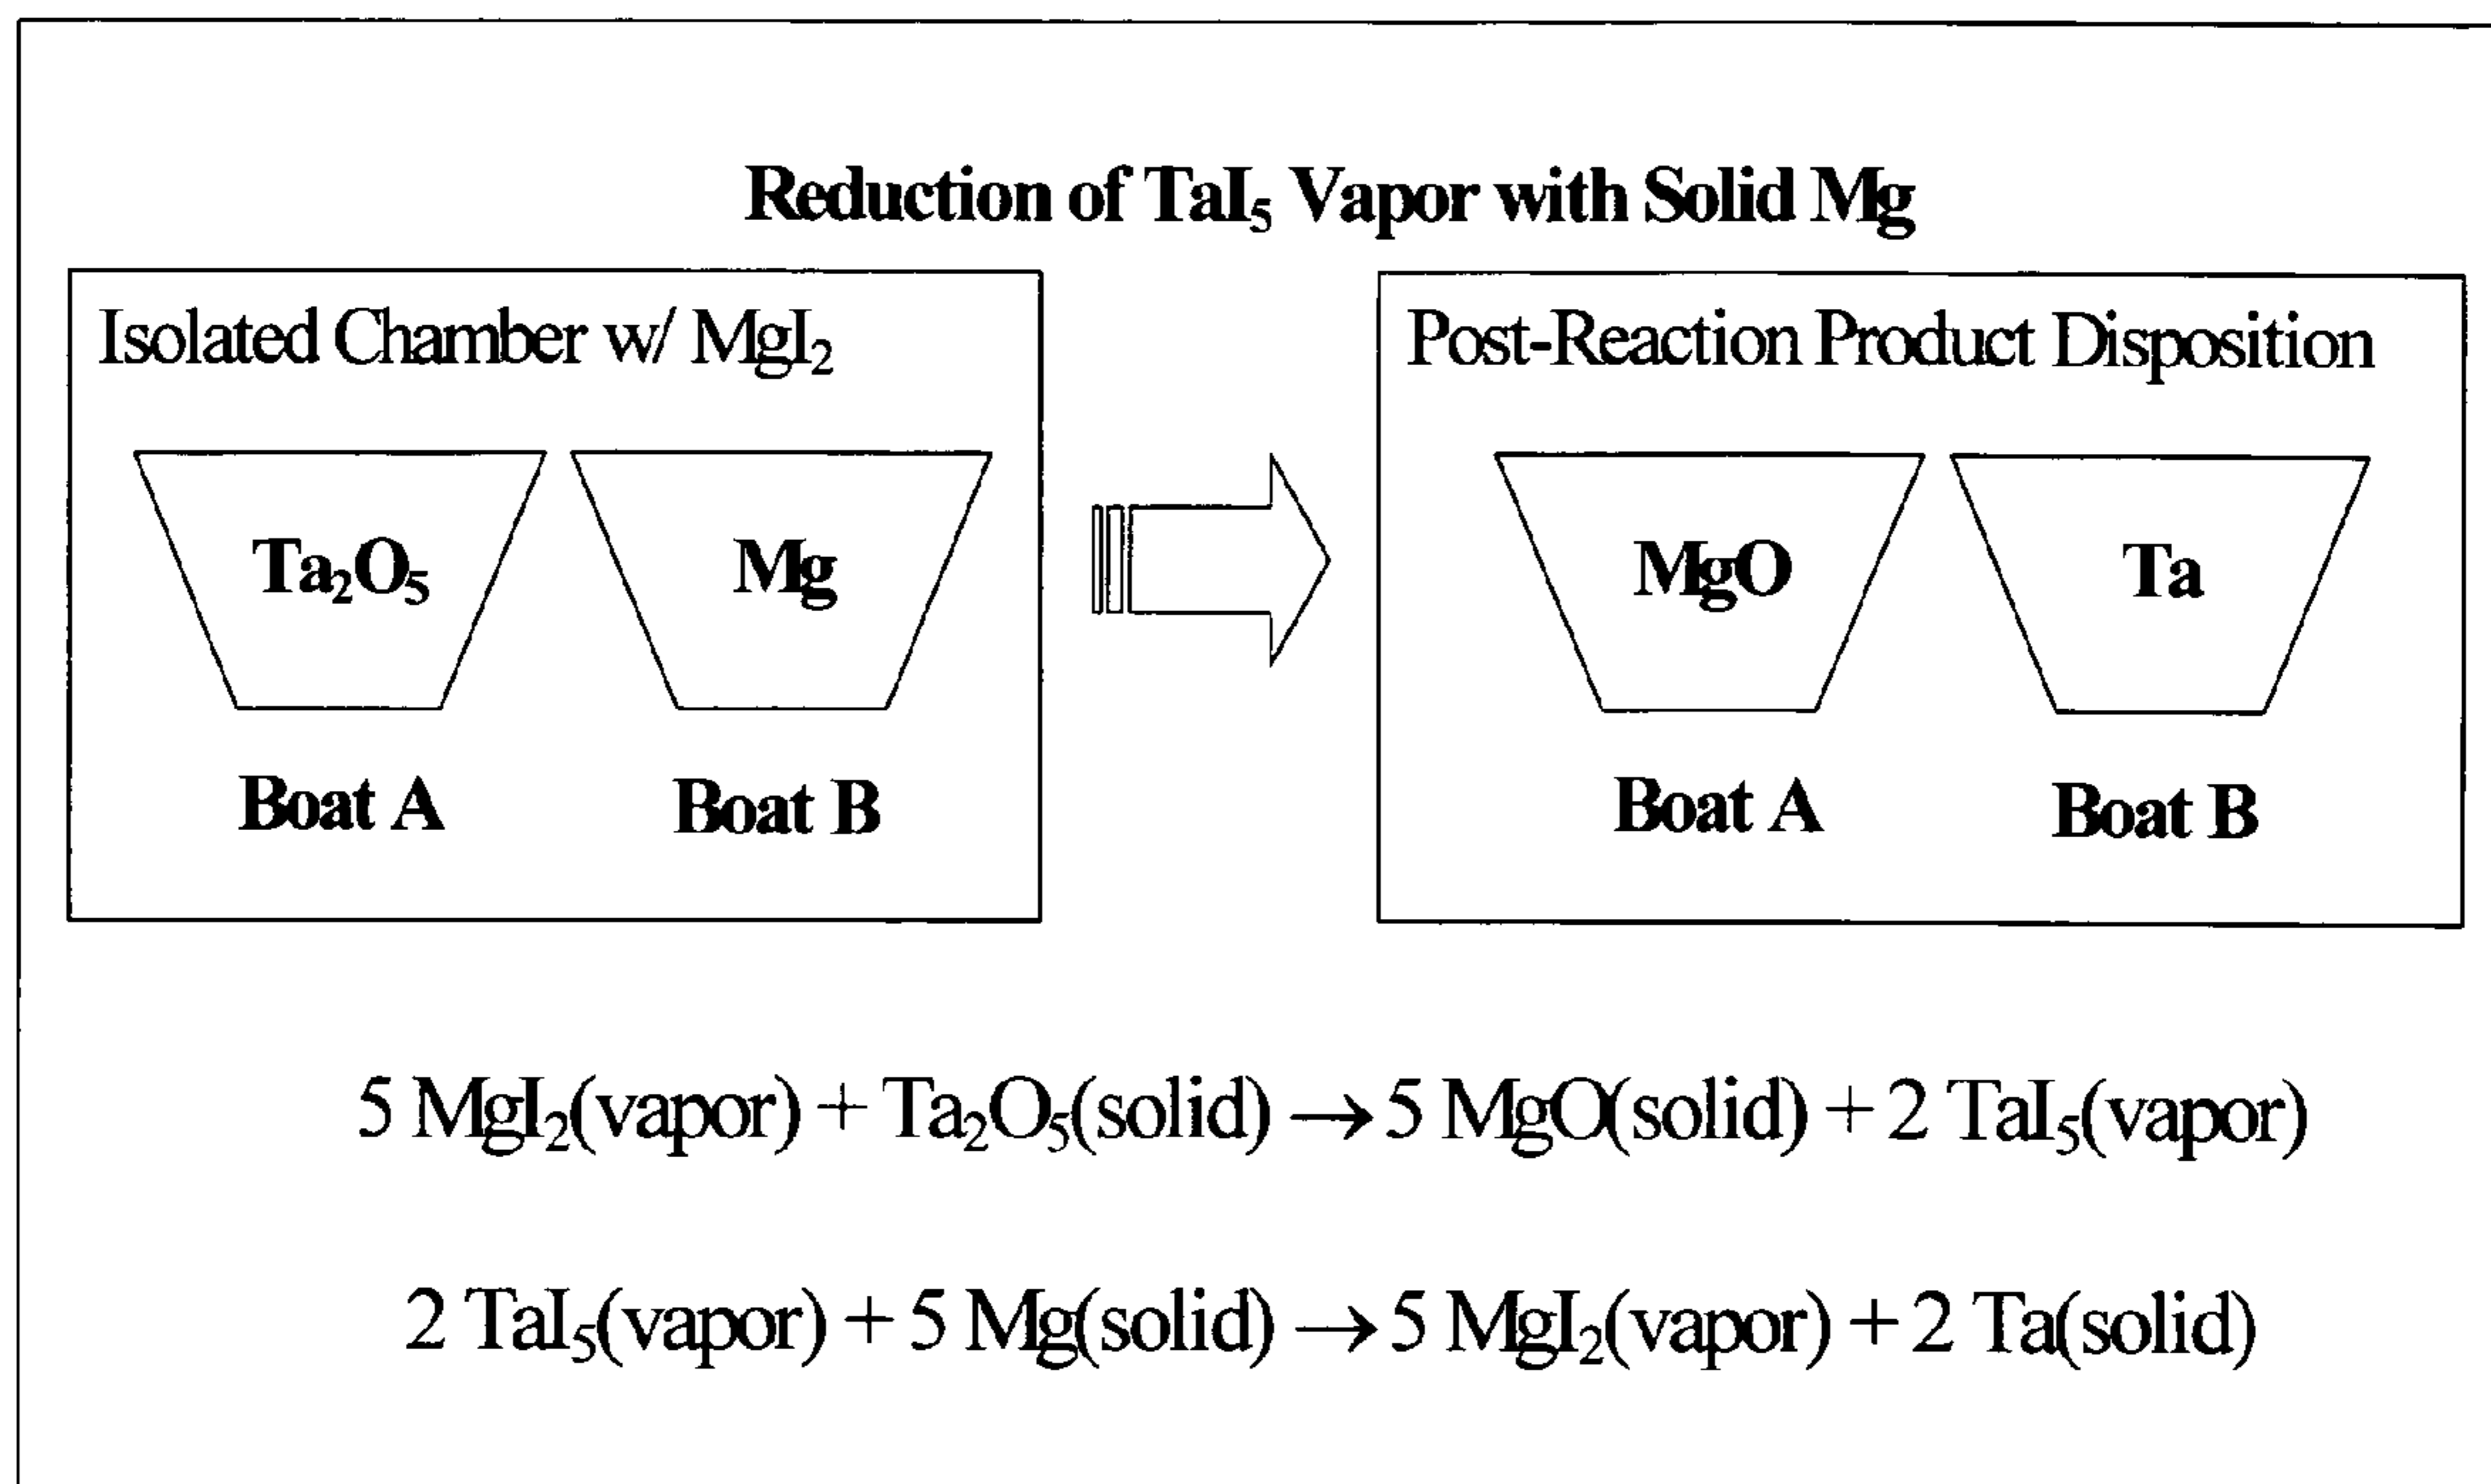 Reduction of TaI₅ Vapor with Solid Mg
Isolated Chamber w/ MgI₂
Ta₂O₅
Mg
Boat A
Boat B
Post-Reaction Product Disposition
MgO
Ta
Boat A
Boat B
5 MgI₂(vapor) + Ta₂O₅(solid) → 5 MgO(solid) + 2 TaI₅(vapor)
2 TaI₅(vapor) + 5 Mg(solid) → 5 MgI₂(vapor) + 2 Ta(solid)